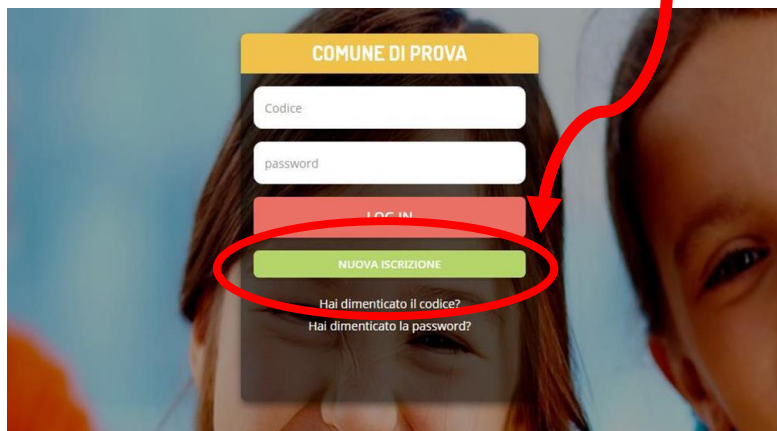 COMUNE DI PROVA
Codice
password
LOG IN
NUOVA ISCRIZIONE
Hai dimenticato il codice?
Hai dimenticato la password?